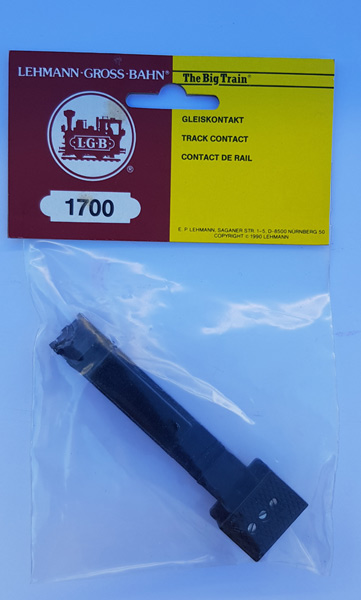 LEHMANN·GROSS·BAHN®
The Big Train®
L·G·B
®
1700
GLEISKONTAKT
TRACK CONTACT
CONTACT DE RAIL
E. P. LEHMANN, SAGANER STR. 1-5, D-8500 NÜRNBERG 50
COPYRIGHT © 1990 LEHMANN